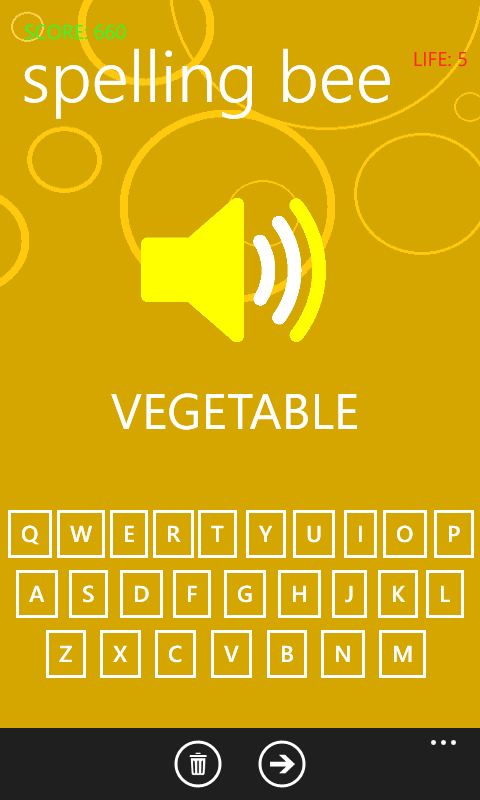 SCORE: 660
spelling bee
LIFE: 5
VEGETABLE
Q W E R T Y U I O P
A S D F G H J K L
Z X C V B N M